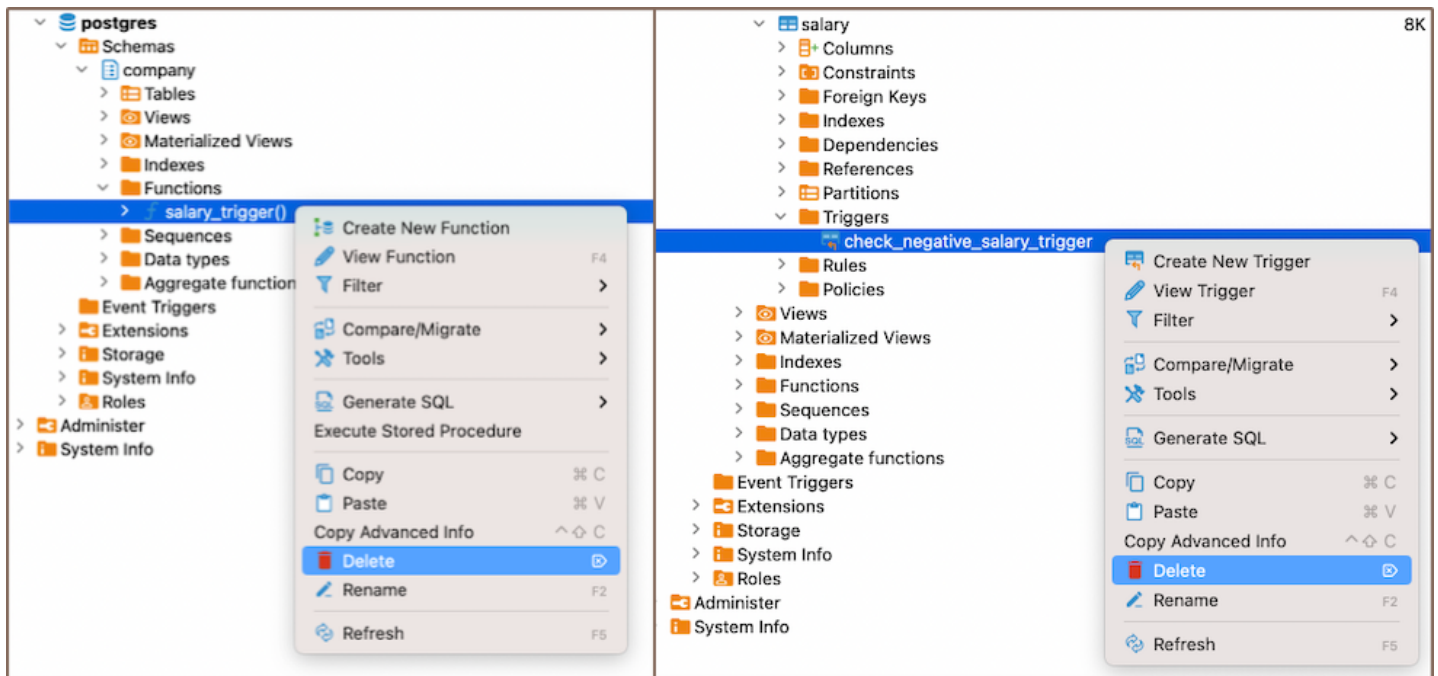 postgres
Schemas
company
Tables
Views
Materialized Views
Indexes
Functions
salary_trigger()
Sequences
Data types
Aggregate function
Event Triggers
Extensions
Storage
System Info
Roles
Administer
System Info
Create New Function
View Function F4
Filter
Compare/Migrate
Tools
Generate SQL
Execute Stored Procedure
Copy ⌘ C
Paste ⌘ V
Copy Advanced Info ^⇧ C
Delete ⌦
Rename F2
Refresh F5
salary 8K
Columns
Constraints
Foreign Keys
Indexes
Dependencies
References
Partitions
Triggers
check_negative_salary_trigger
Rules
Policies
Views
Materialized Views
Indexes
Functions
Sequences
Data types
Aggregate functions
Event Triggers
Extensions
Storage
System Info
Roles
Administer
System Info
Create New Trigger
View Trigger F4
Filter
Compare/Migrate
Tools
Generate SQL
Copy ⌘ C
Paste ⌘ V
Copy Advanced Info ^⇧ C
Delete ⌦
Rename F2
Refresh F5